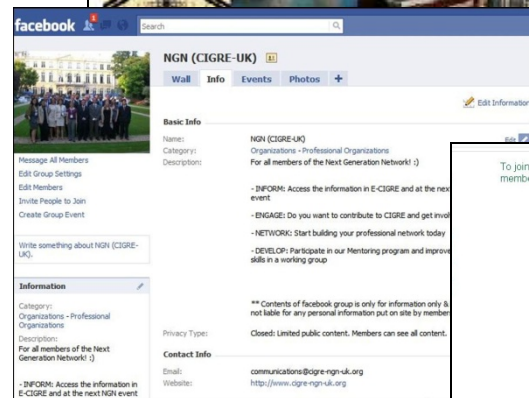 facebook 1 Search
NGN (CIGRE-UK)
Wall Info Events Photos +
Edit Information
Message All Members
Edit Group Settings
Edit Members
Invite People to Join
Create Group Event
Write something about NGN (CIGRE-
UK).
Information
Category:
Organizations - Professional
Organizations
Description:
For all members of the Next
Generation Network! :)
- INFORM: Access the information in
E-CIGRE and at the next NGN event
Basic Info
Name: NGN (CIGRE-UK) Edit
Category: Organizations - Professional Organizations
Description: For all members of the Next Generation Network! :)
- INFORM: Access the information in E-CIGRE and at the nex
event
- ENGAGE: Do you want to contribute to CIGRE and get invol
- NETWORK: Start building your professional network today
- DEVELOP: Participate in our Mentoring program and improve
skills in a working group
** Contents of facebook group is only for information only &
not liable for any personal information put on site by member
Privacy Type: Closed: Limited public content. Members can see all content.
Contact Info
Email: communications@cigre-ngn-uk.org
Website: http://www.cigre-ngn-uk.org
To join
membe